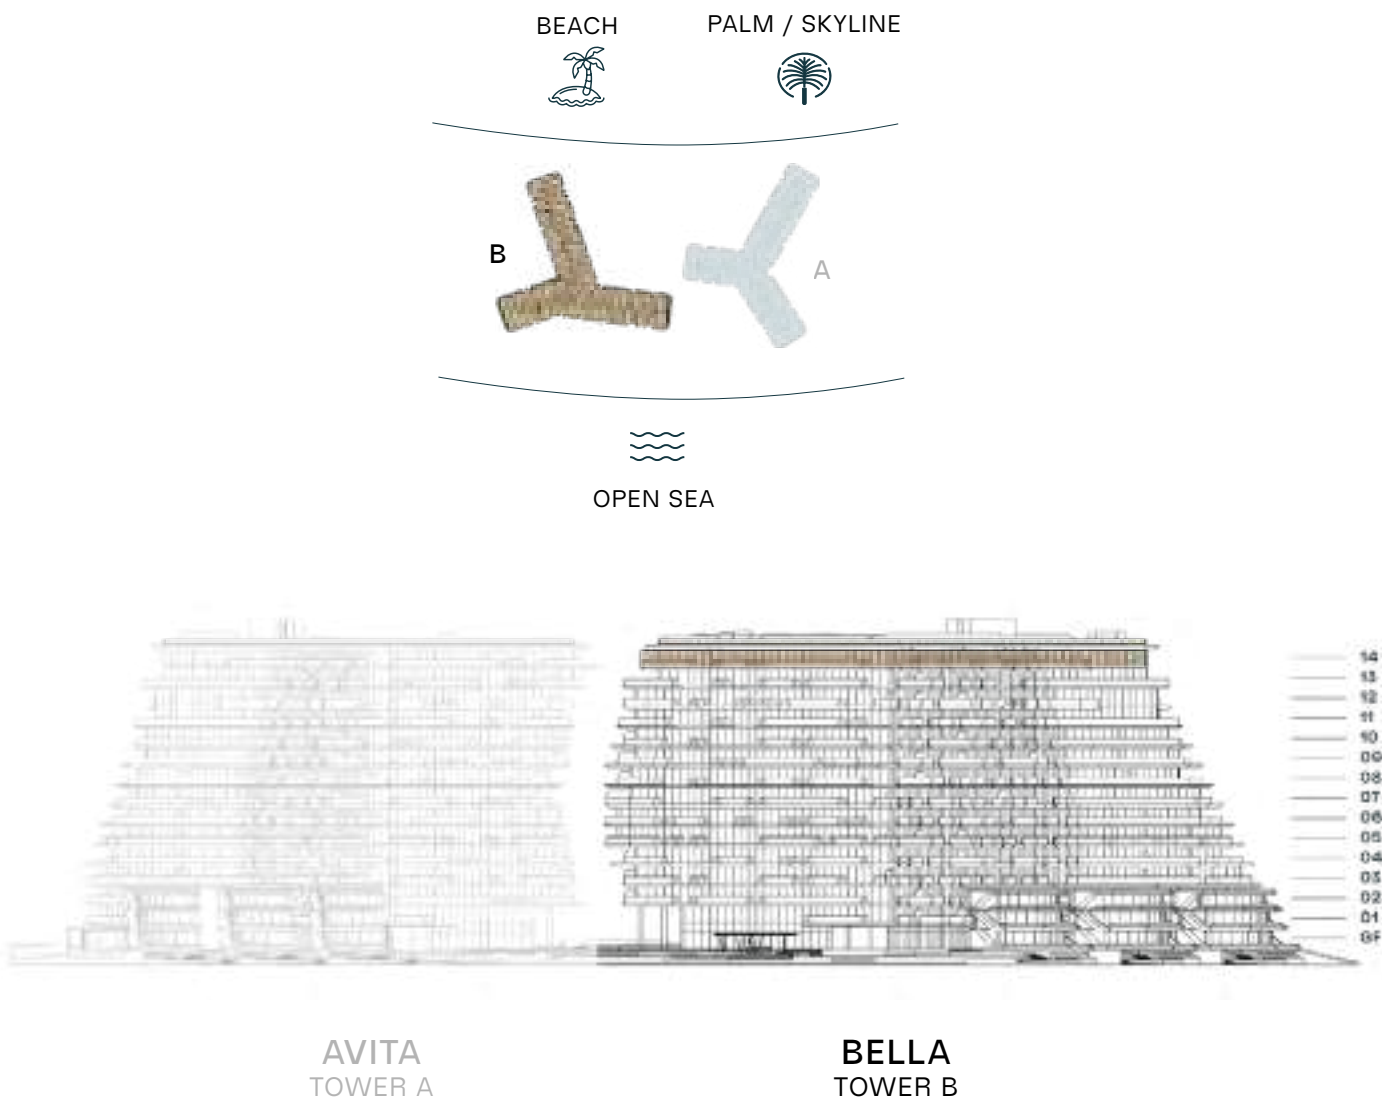 BEACH
PALM / SKYLINE
B
A
OPEN SEA
14
13
12
11
10
09
08
07
06
05
04
03
02
01
GF
AVITA
TOWER A
BELLA
TOWER B